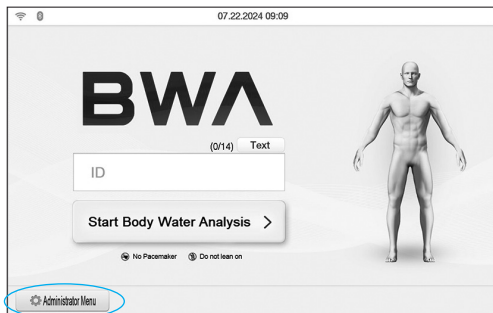 07.22.2024 09:09
BWA
(0/14) Text
ID
Start Body Water Analysis
No Pacemaker Do not lean on
Administrator Menu